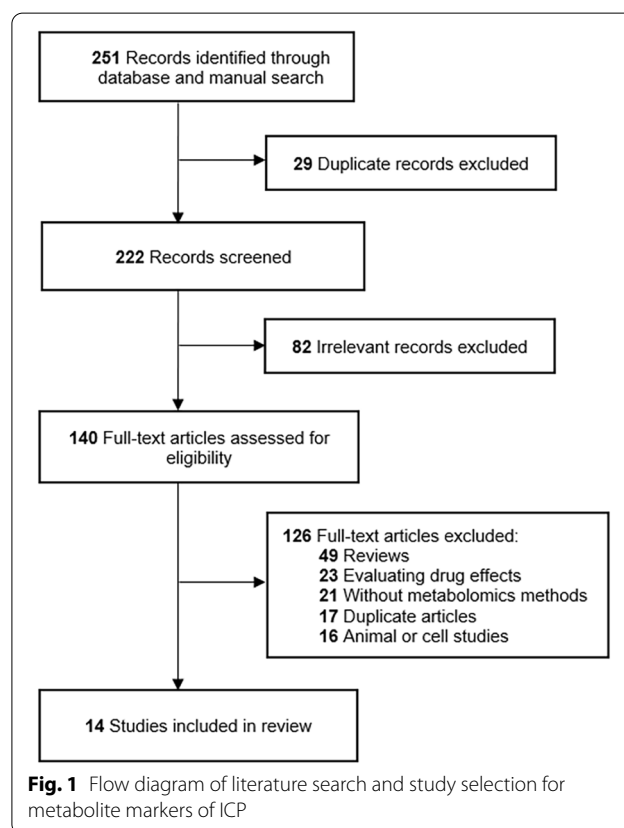 251 Records identified through
database and manual search
29 Duplicate records excluded
222 Records screened
82 Irrelevant records excluded
140 Full-text articles assessed for
eligibility
126 Full-text articles excluded:
49 Reviews
23 Evaluating drug effects
21 Without metabolomics methods
17 Duplicate articles
16 Animal or cell studies
14 Studies included in review
Fig. 1 Flow diagram of literature search and study selection for
metabolite markers of ICP